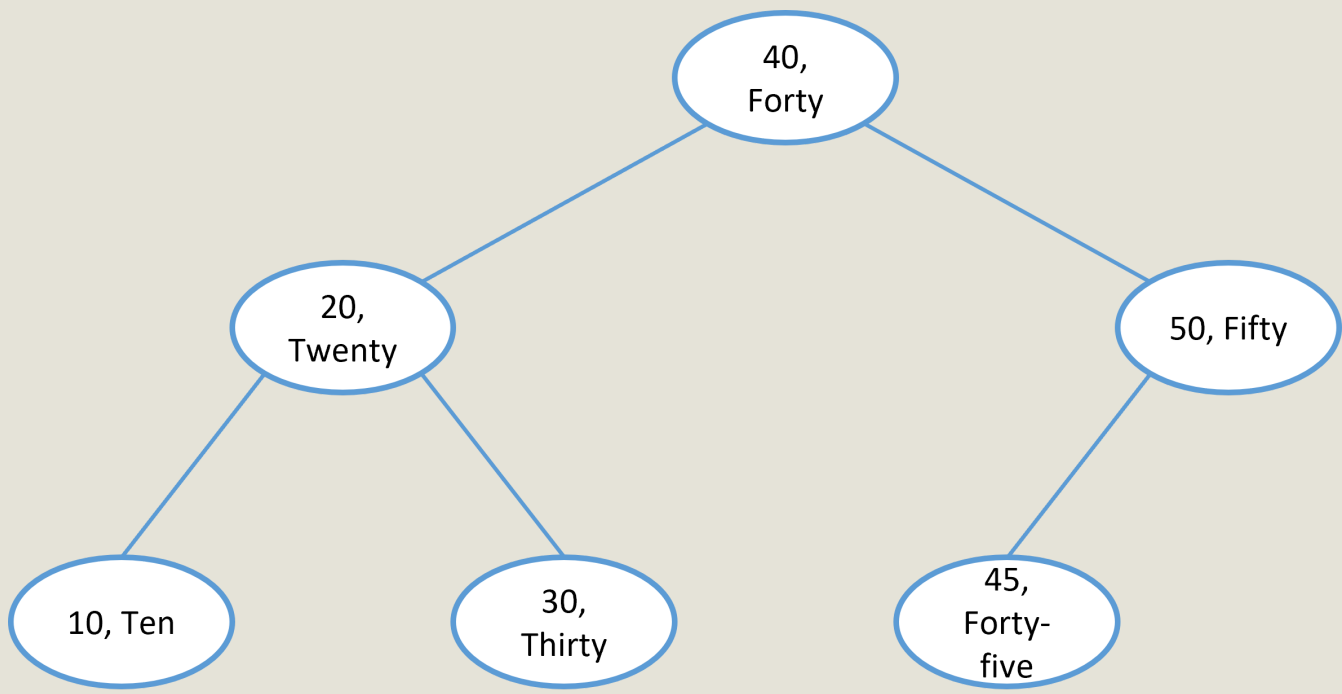 40,
Forty
20,
Twenty
50, Fifty
10, Ten
30,
Thirty
45,
Forty-
five